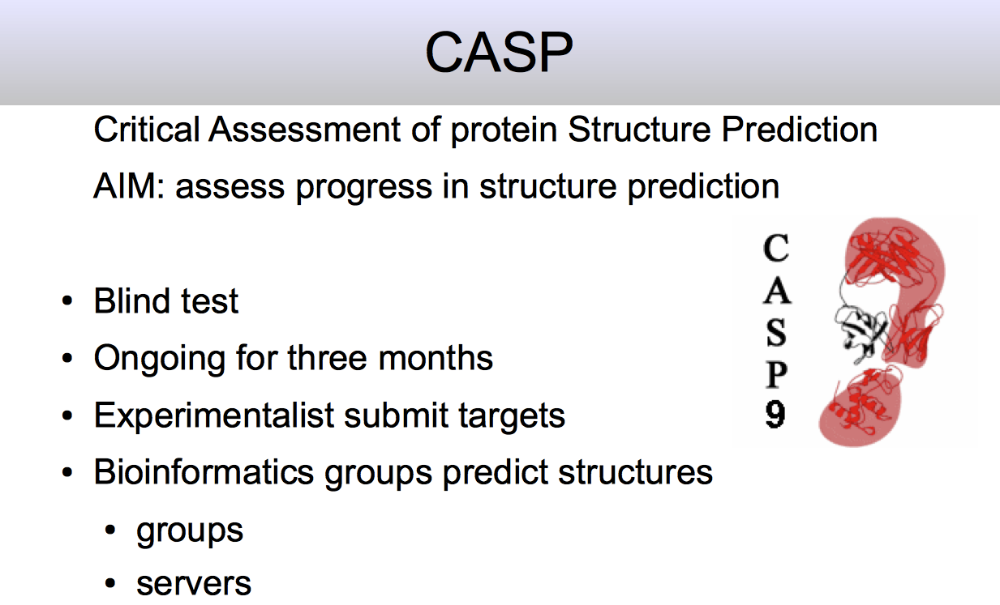 CASP
Critical Assessment of protein Structure Prediction
AIM: assess progress in structure prediction
• Blind test
• Ongoing for three months
• Experimentalist submit targets
• Bioinformatics groups predict structures
• groups
• servers
C
A
S
P
9